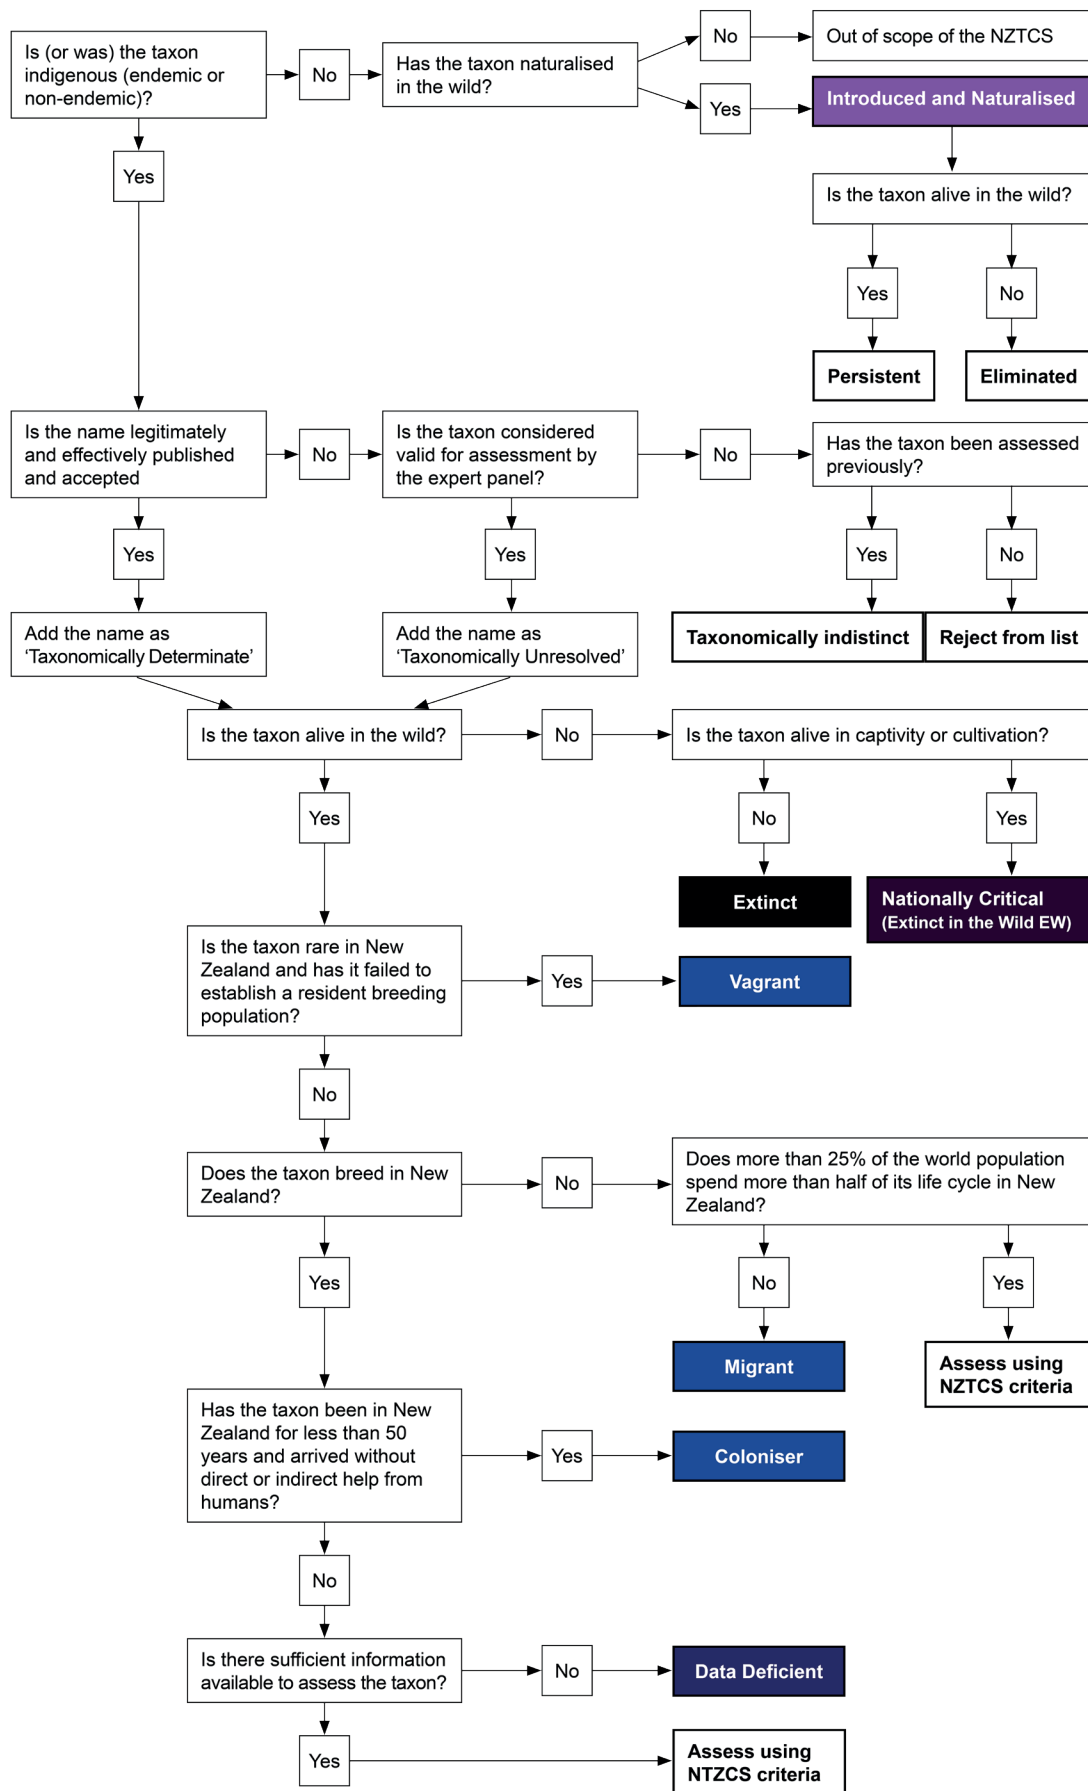 Is (or was) the taxon
indigenous (endemic or
non-endemic)?
No
Has the taxon naturalised
in the wild?
No
Out of scope of the NZTCS
Yes
Introduced and Naturalised
Yes
Is the taxon alive in the wild?
Yes
No
Persistent
Eliminated
Is the name legitimately
and effectively published
and accepted
No
Is the taxon considered
valid for assessment by
the expert panel?
No
Has the taxon been assessed
previously?
Yes
Yes
Yes
No
Add the name as
‘Taxonomically Determinate’
Add the name as
‘Taxonomically Unresolved’
Taxonomically indistinct
Reject from list
Is the taxon alive in the wild?
No
Is the taxon alive in captivity or cultivation?
Yes
No
Yes
Extinct
Nationally Critical
(Extinct in the Wild EW)
Is the taxon rare in New
Zealand and has it failed to
establish a resident breeding
population?
Yes
Vagrant
No
Does the taxon breed in New
Zealand?
No
Does more than 25% of the world population
spend more than half of its life cycle in New
Zealand?
Yes
No
Yes
Migrant
Assess using
NZTCS criteria
Has the taxon been in New
Zealand for less than 50
years and arrived without
direct or indirect help from
humans?
Yes
Coloniser
No
Is there sufficient information
available to assess the taxon?
No
Data Deficient
Yes
Assess using
NTZCS criteria